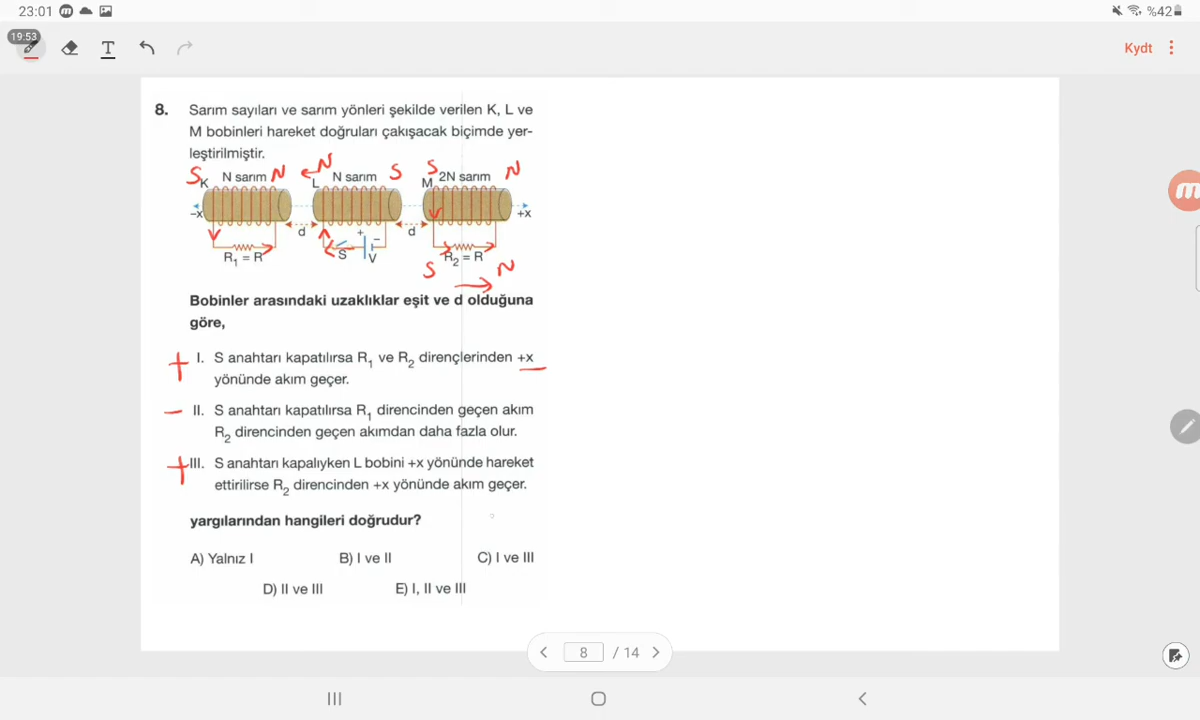 23:01 %42
19:53
T Kydt
8. Sarım sayıları ve sarım yönleri şekilde verilen K, L ve
M bobinleri hareket doğruları çakışacak biçimde yer-
leştirilmiştir.
S K N sarım N ← N L N sarım S S M 2N sarım N
-x d + - d +x
R₁ = R S V R₂ = R
S N
Bobinler arasındaki uzaklıklar eşit ve d olduğuna
göre,
+ I. S anahtarı kapatılırsa R₁ ve R₂ dirençlerinden +x
yönünde akım geçer.
– II. S anahtarı kapatılırsa R₁ direncinden geçen akım
R₂ direncinden geçen akımdan daha fazla olur.
+ III. S anahtarı kapalıyken L bobini +x yönünde hareket
ettirilirse R₂ direncinden +x yönünde akım geçer.
yargılarından hangileri doğrudur?
A) Yalnız I B) I ve II C) I ve III
D) II ve III E) I, II ve III
8 / 14